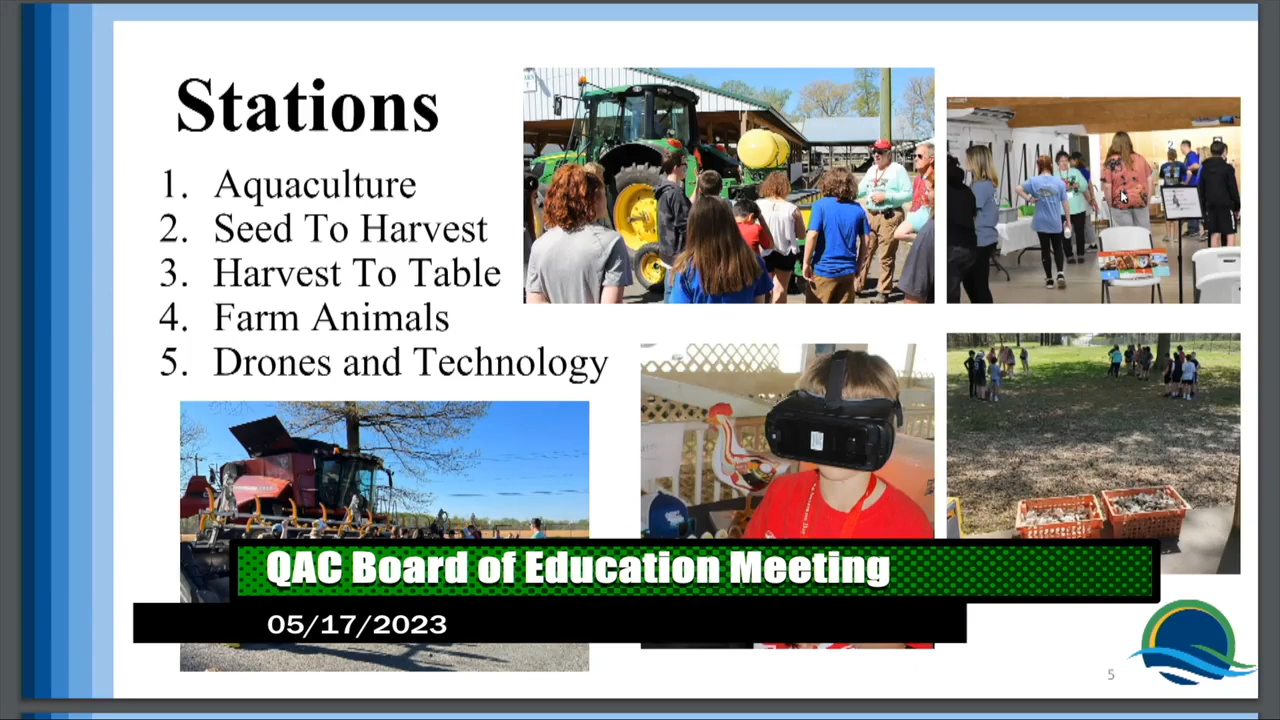 Stations
1. Aquaculture
2. Seed To Harvest
3. Harvest To Table
4. Farm Animals
5. Drones and Technology
QAC Board of Education Meeting
05/17/2023
5